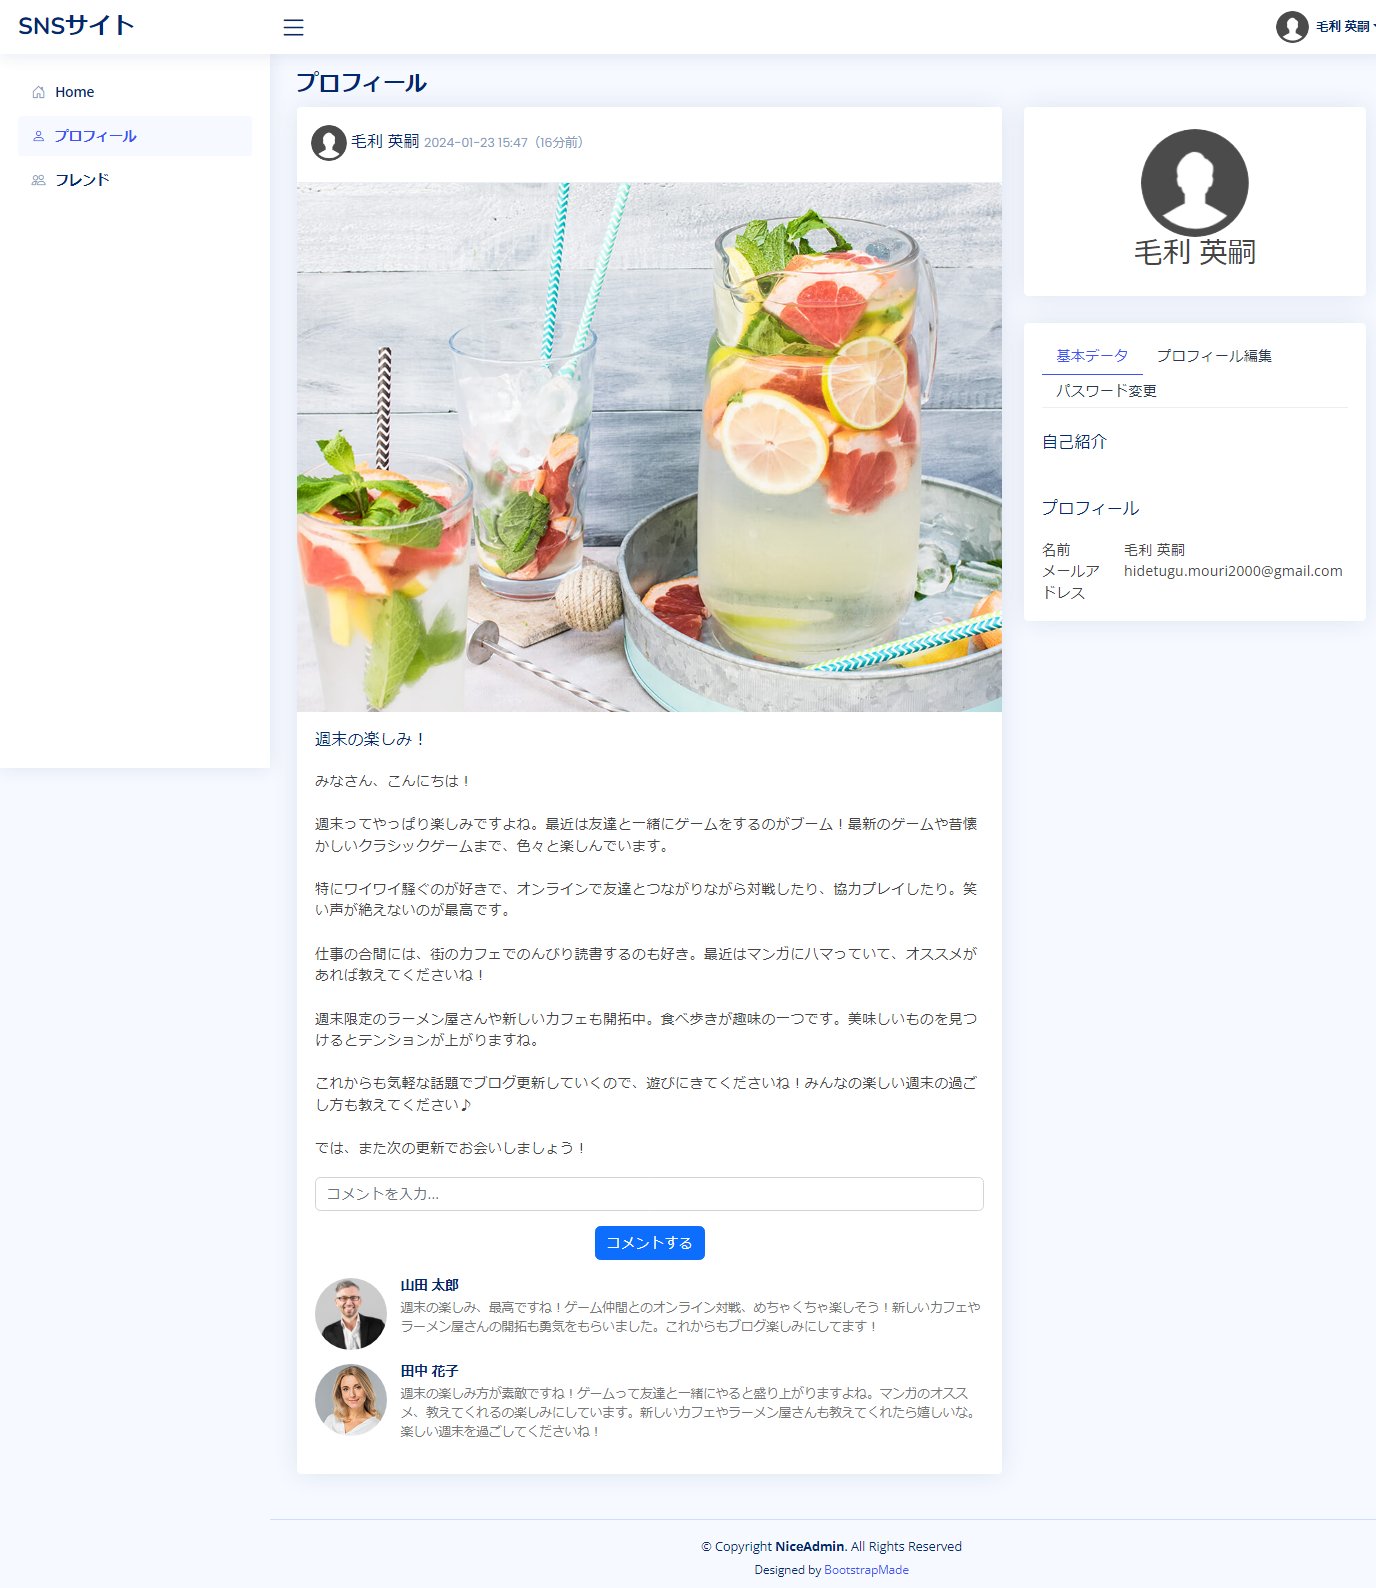 SNSサイト
毛利 英嗣
Home
プロフィール
フレンド
プロフィール
毛利 英嗣 2024-01-23 15:47（16分前）
週末の楽しみ！
みなさん、こんにちは！
週末ってやっぱり楽しみですよね。最近は友達と一緒にゲームをするのがブーム！最新のゲームや昔懐
かしいクラシックゲームまで、色々と楽しんでいます。
特にワイワイ騒ぐのが好きで、オンラインで友達とつながりながら対戦したり、協力プレイしたり。笑
い声が絶えないのが最高です。
仕事の合間には、街のカフェでのんびり読書するのも好き。最近はマンガにハマっていて、オススメが
あれば教えてくださいね！
週末限定のラーメン屋さんや新しいカフェも開拓中。食べ歩きが趣味の一つです。美味しいものを見つ
けるとテンションが上がりますね。
これからも気軽な話題でブログ更新していくので、遊びにきてくださいね！みんなの楽しい週末の過ご
し方も教えてください♪
では、また次の更新でお会いしましょう！
コメントを入力...
コメントする
山田 太郎
週末の楽しみ、最高ですね！ゲーム仲間とのオンライン対戦、めちゃくちゃ楽しそう！新しいカフェや
ラーメン屋さんの開拓も勇気をもらいました。これからもブログ楽しみにしてます！
田中 花子
週末の楽しみ方が素敵ですね！ゲームって友達と一緒にやると盛り上がりますよね。マンガのオスス
メ、教えてくれるの楽しみにしています。新しいカフェやラーメン屋さんも教えてくれたら嬉しいな。
楽しい週末を過ごしてくださいね！
毛利 英嗣
基本データ プロフィール編集
パスワード変更
自己紹介
プロフィール
名前 毛利 英嗣
メールア hidetugu.mouri2000@gmail.com
ドレス
© Copyright NiceAdmin. All Rights Reserved
Designed by BootstrapMade